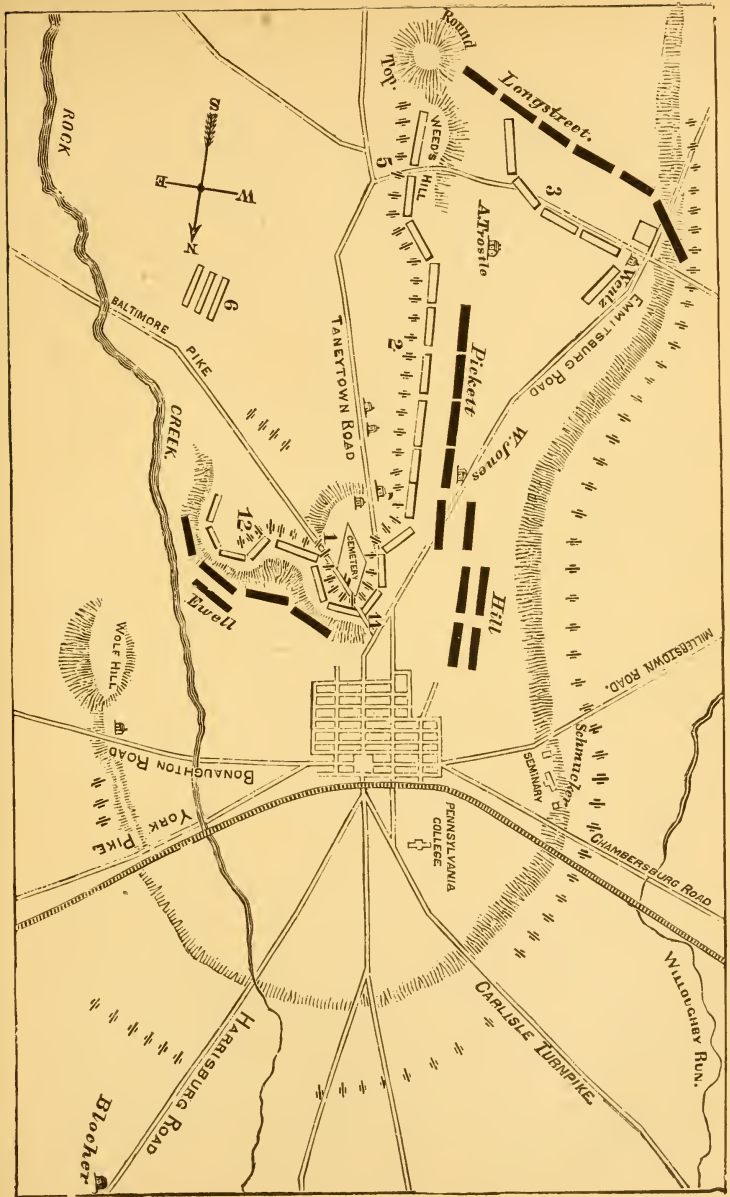 Round
Top.
Longstreet.
ROCK
WEED'S
HILL
5
3
S
E
W
N
A. Trostle
Wentz
6
BALTIMORE
PIKE
TANEYTOWN ROAD
2
Pickett
EMMITSBURG ROAD
CREEK.
W. Jones
12
1
CEMETERY
11
Ewell
Hill
WOLF HILL
MILLERSTOWN ROAD.
Schmucher
SEMINARY
BONAUGHTON ROAD
YORK
PIKE
PENNSYLVANIA
COLLEGE
CHAMBERSBURG ROAD
WILLOUGHBY RUN.
CARLISLE TURNPIKE.
HARRISBURG ROAD
Blocher